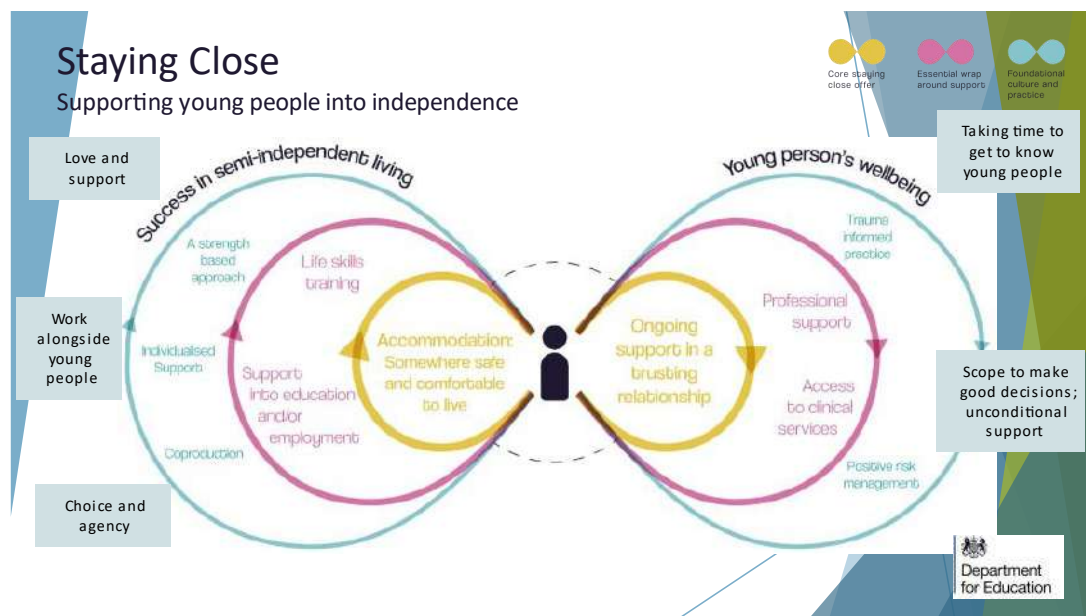 Staying Close
Supporting young people into independence
Core staying
close offer
Essential wrap
around support
Foundational
culture and
practice
Love and
support
Work
alongside
young
people
Choice and
agency
Success in semi-independent living
A strength
based
approach
Individualised
Support
Coproduction
Life skills
training
Support
into education
and/or
employment
Accommodation:
Somewhere safe
and comfortable
to live
Ongoing
support in a
trusting
relationship
Professional
support
Access
to clinical
services
Young person's wellbeing
Trauma
informed
practice
Positive risk
management
Taking time to
get to know
young people
Scope to make
good decisions;
unconditional
support
Department
for Education